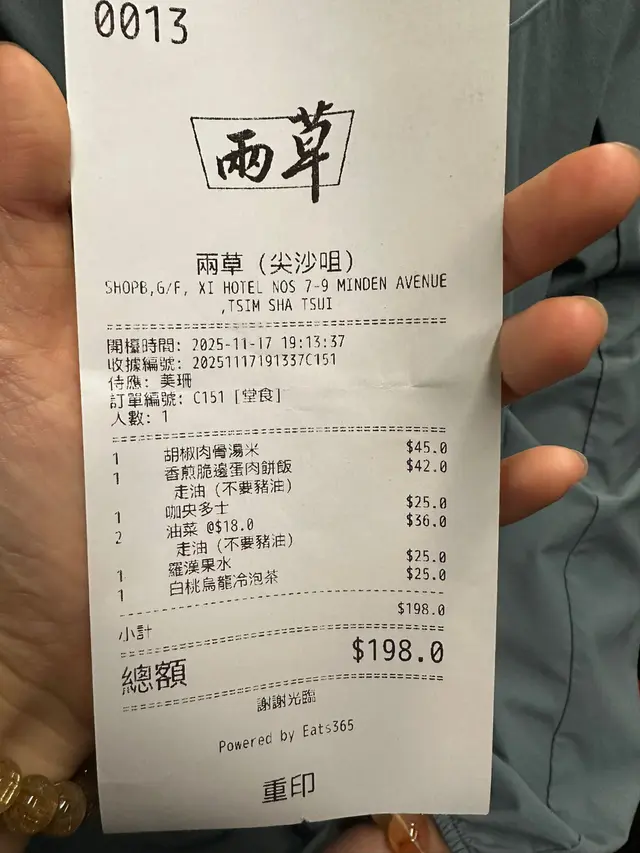 0013
兩草
兩草 (尖沙咀)
SHOPB,G/F, XI HOTEL NOS 7-9 MINDEN AVENUE
,TSIM SHA TSUI
開檯時間: 2025-11-17 19:13:37
收據編號: 20251117191337C151
侍應: 美珊
訂單編號: C151 [堂食]
人數: 1
1 胡椒肉骨湯米 $45.0
1 香煎脆邊蛋肉餅飯 $42.0
走油 (不要豬油)
1 咖央多士 $25.0
2 油菜 @$18.0 $36.0
走油 (不要豬油)
1 羅漢果水 $25.0
1 白桃烏龍冷泡茶 $25.0
小計 $198.0
總額 $198.0
謝謝光臨
Powered by Eats365
重印